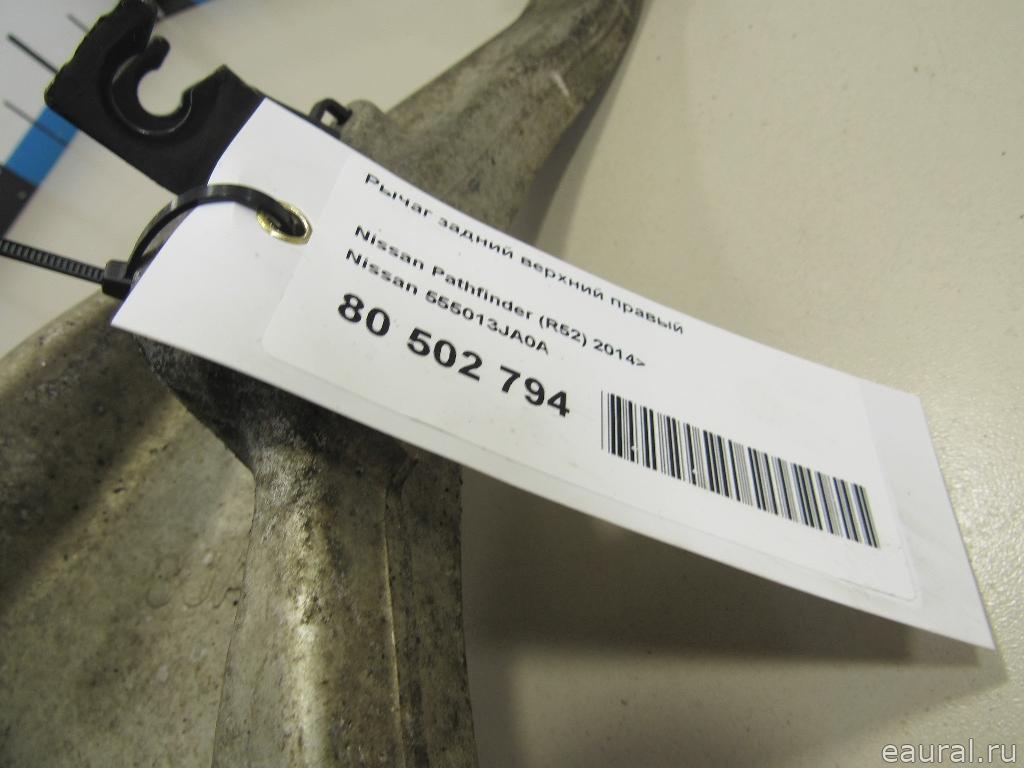 Рычаг задний верхний правый
Nissan Pathfinder (R52) 2014>
Nissan 555013JA0A
80 502 794
eaural.ru